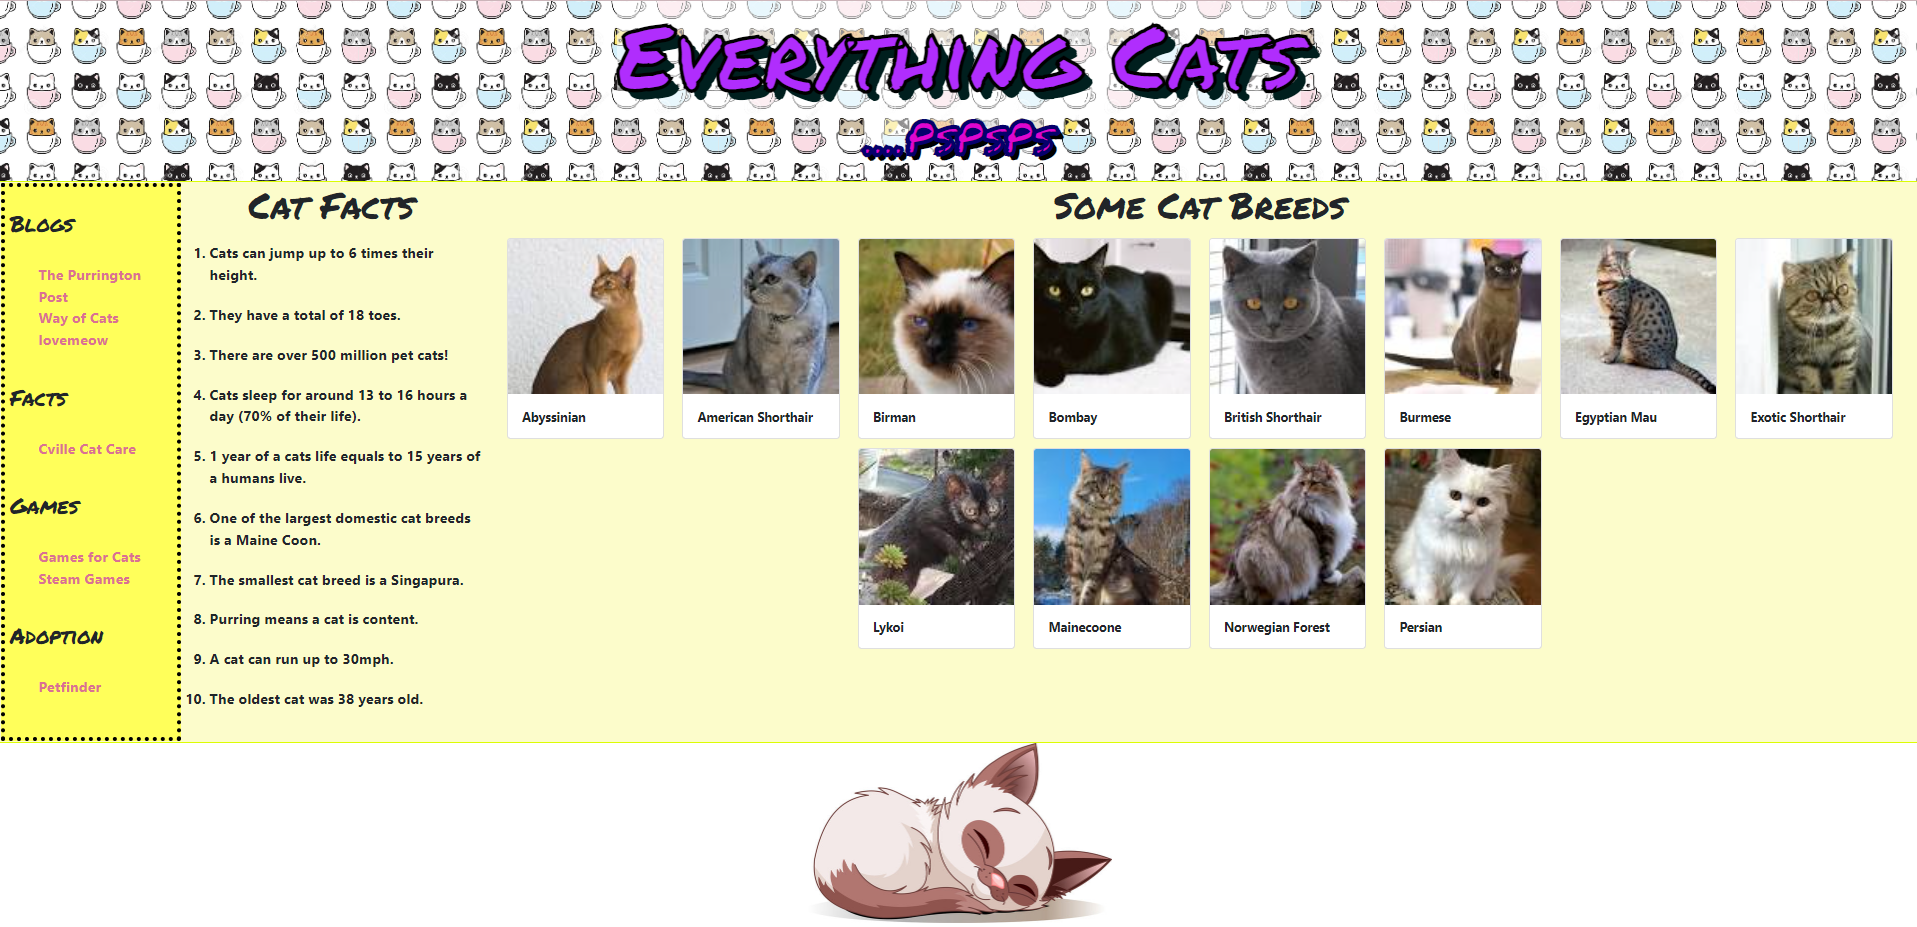 Everything Cats
....PsPsPs
Blogs
The Purrington
Post
Way of Cats
lovemeow
Facts
Cville Cat Care
Games
Games for Cats
Steam Games
Adoption
Petfinder
Cat Facts
1. Cats can jump up to 6 times their
height.
2. They have a total of 18 toes.
3. There are over 500 million pet cats!
4. Cats sleep for around 13 to 16 hours a
day (70% of their life).
5. 1 year of a cats life equals to 15 years of
a humans live.
6. One of the largest domestic cat breeds
is a Maine Coon.
7. The smallest cat breed is a Singapura.
8. Purring means a cat is content.
9. A cat can run up to 30mph.
10. The oldest cat was 38 years old.
Some Cat Breeds
Abyssinian
American Shorthair
Birman
Bombay
British Shorthair
Burmese
Egyptian Mau
Exotic Shorthair
Lykoi
Mainecoone
Norwegian Forest
Persian